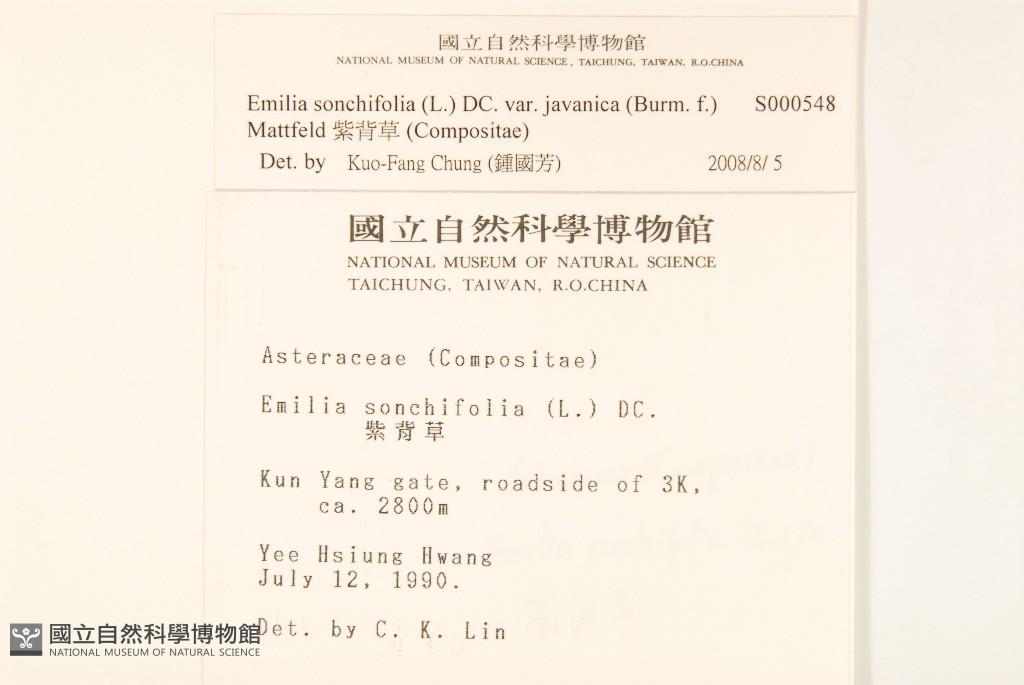 國立自然科學博物館
NATIONAL MUSEUM OF NATURAL SCIENCE, TAICHUNG, TAIWAN, R.O.CHINA
Emilia sonchifolia (L.) DC. var. javanica (Burm. f.) S000548
Mattfeld 紫背草 (Compositae)
Det. by Kuo-Fang Chung (鍾國芳) 2008/8/ 5
國立自然科學博物館
NATIONAL MUSEUM OF NATURAL SCIENCE
TAICHUNG, TAIWAN, R.O.CHINA
Asteraceae (Compositae)
Emilia sonchifolia (L.) DC.
紫背草
Kun Yang gate, roadside of 3K,
ca. 2800m
Yee Hsiung Hwang
July 12, 1990.
Det. by C. K. Lin
國立自然科學博物館
NATIONAL MUSEUM OF NATURAL SCIENCE